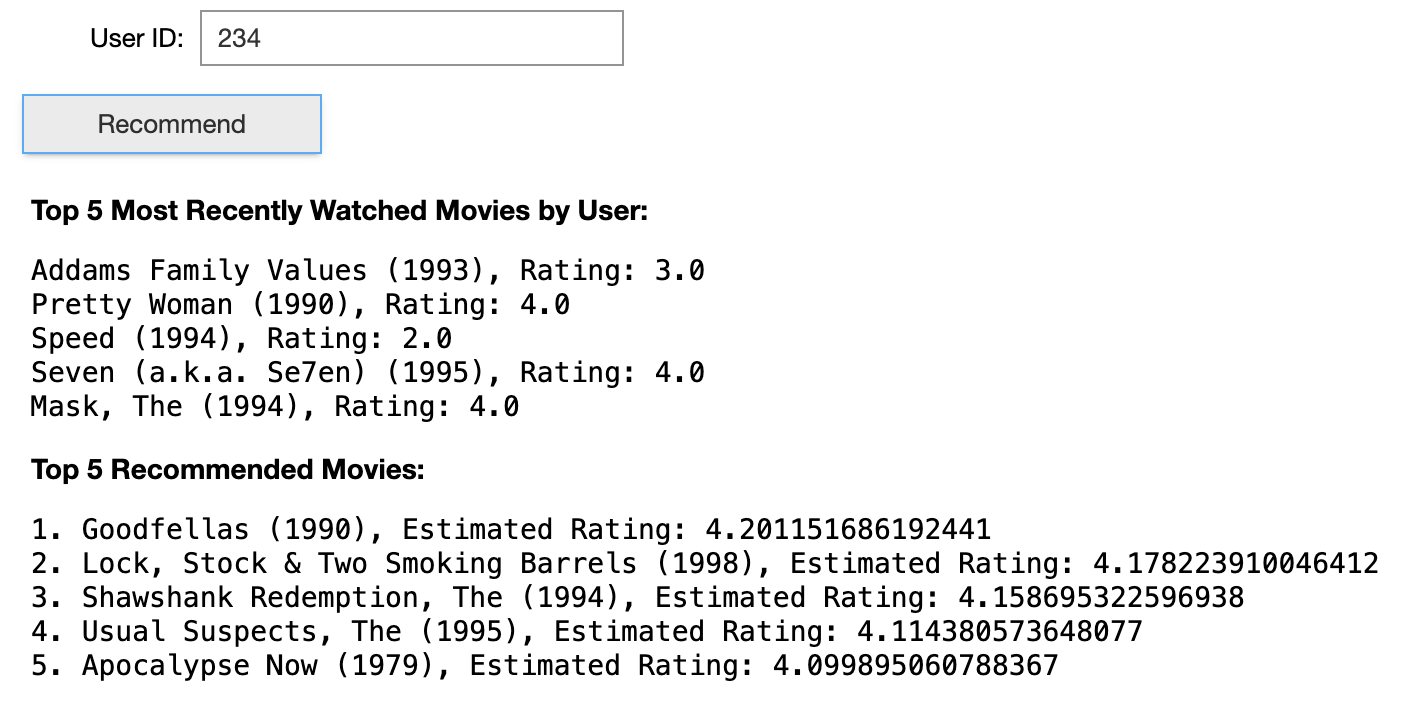 User ID: 234
Recommend
Top 5 Most Recently Watched Movies by User:
Addams Family Values (1993), Rating: 3.0
Pretty Woman (1990), Rating: 4.0
Speed (1994), Rating: 2.0
Seven (a.k.a. Se7en) (1995), Rating: 4.0
Mask, The (1994), Rating: 4.0
Top 5 Recommended Movies:
1. Goodfellas (1990), Estimated Rating: 4.201151686192441
2. Lock, Stock & Two Smoking Barrels (1998), Estimated Rating: 4.178223910046412
3. Shawshank Redemption, The (1994), Estimated Rating: 4.158695322596938
4. Usual Suspects, The (1995), Estimated Rating: 4.114380573648077
5. Apocalypse Now (1979), Estimated Rating: 4.099895060788367